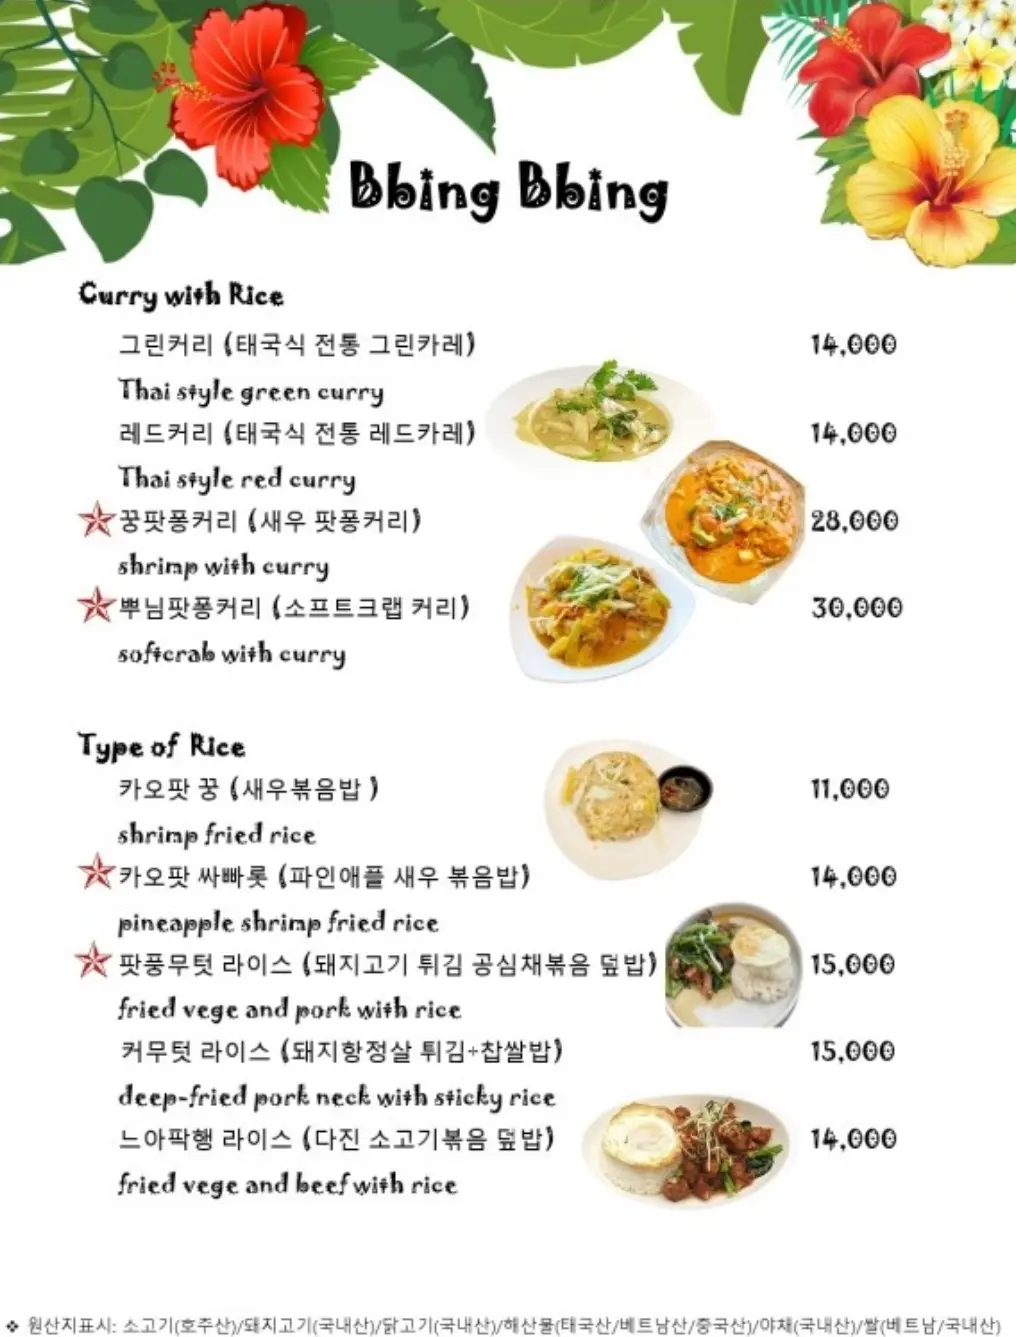 Bbing Bbing
Curry with Rice
그린커리 (태국식 전통 그린카레) 14,000
Thai style green curry
레드커리 (태국식 전통 레드카레) 14,000
Thai style red curry
꿍팟퐁커리 (새우 팟퐁커리) 28,000
shrimp with curry
뿌님팟퐁커리 (소프트크랩 커리) 30,000
softcrab with curry
Type of Rice
카오팟 꿍 (새우볶음밥 ) 11,000
shrimp fried rice
카오팟 싸빠롯 (파인애플 새우 볶음밥) 14,000
pineapple shrimp fried rice
팟풍무텃 라이스 (돼지고기 튀김 공심채볶음 덮밥) 15,000
fried vege and pork with rice
커무텃 라이스 (돼지항정살 튀김+찹쌀밥) 15,000
deep-fried pork neck with sticky rice
느아팍행 라이스 (다진 소고기볶음 덮밥) 14,000
fried vege and beef with rice
❖ 원산지표시: 소고기(호주산)/돼지고기(국내산)/닭고기(국내산)/해산물(태국산/베트남산/중국산)/야채(국내산)/쌀(베트남/국내산)